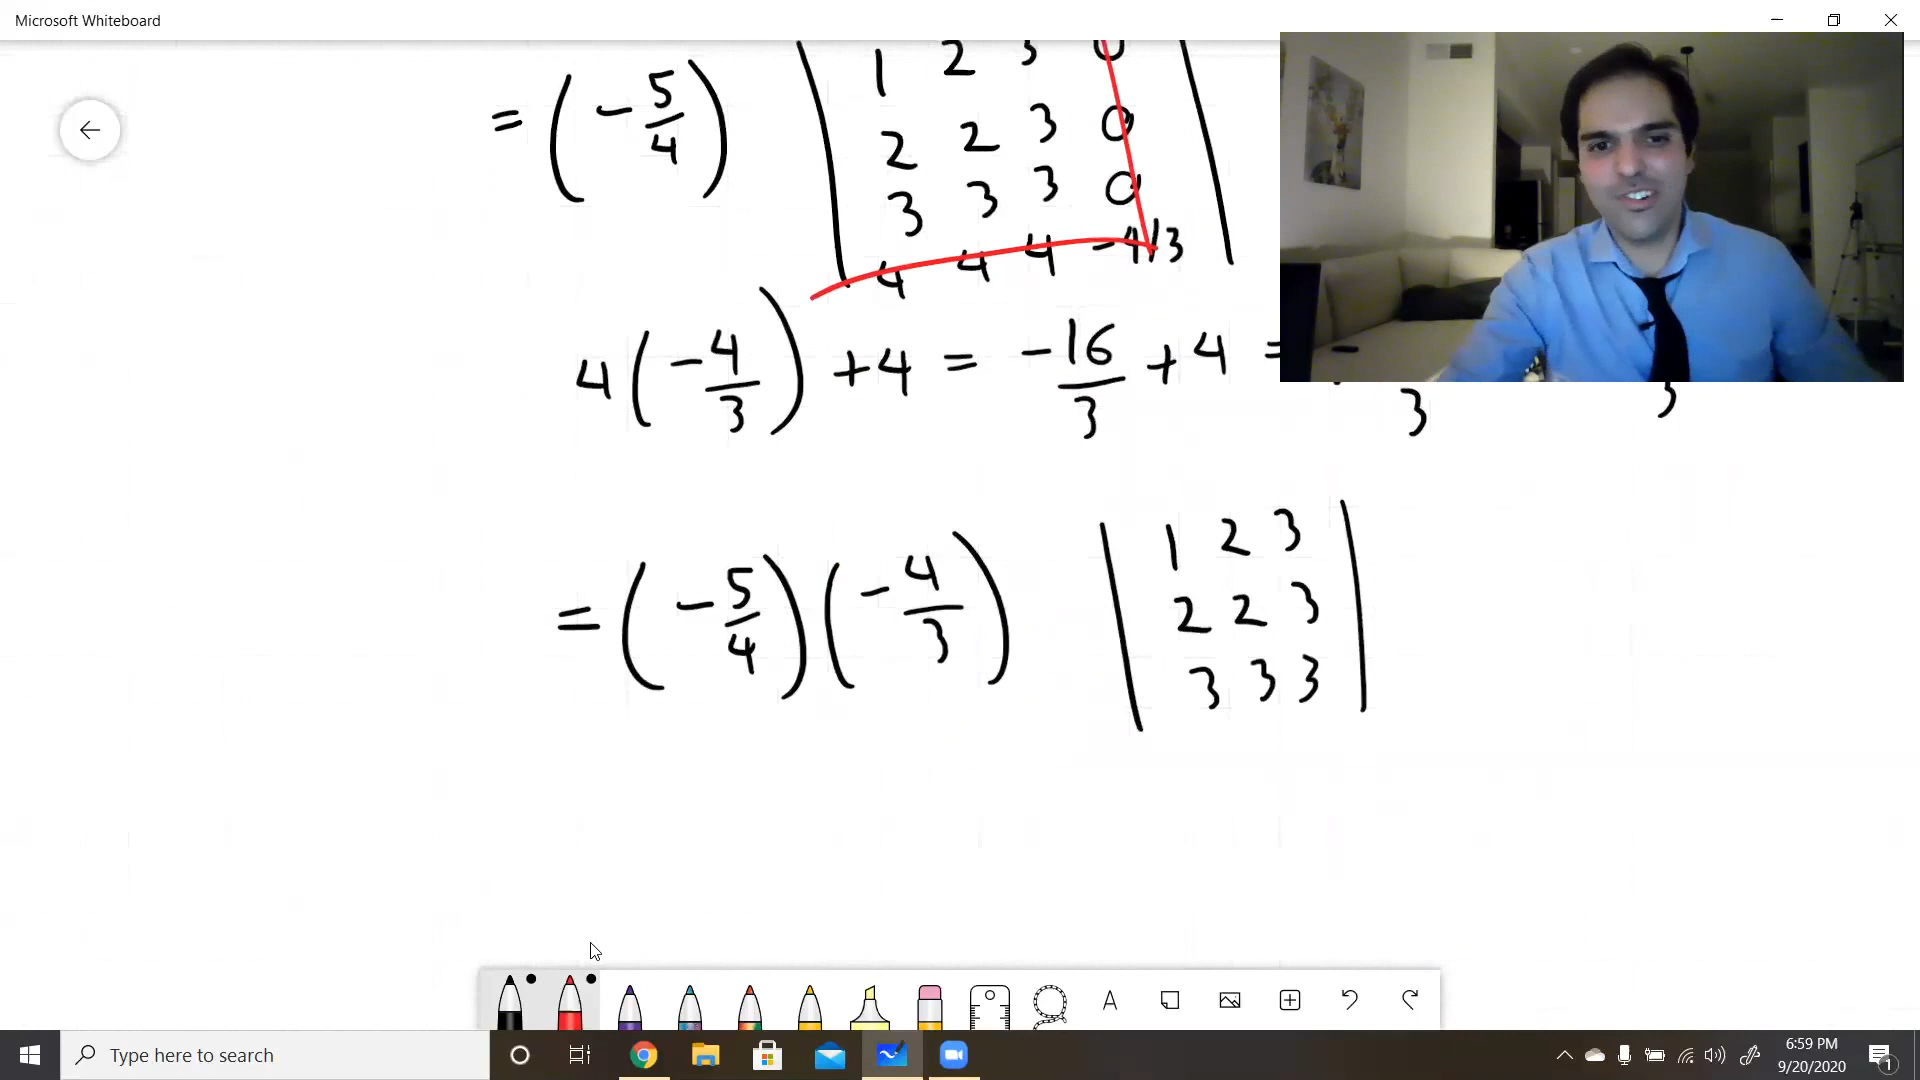 Microsoft Whiteboard
1 2 3 0
= (-5/4) 2 2 3 0
3 3 3 0
4 4 4 -4/3
4(-4/3) + 4 = -16/3 + 4 =
3 3
1 2 3
= (-5/4)(-4/3) 2 2 3
3 3 3
A
Type here to search
6:59 PM
9/20/2020
1